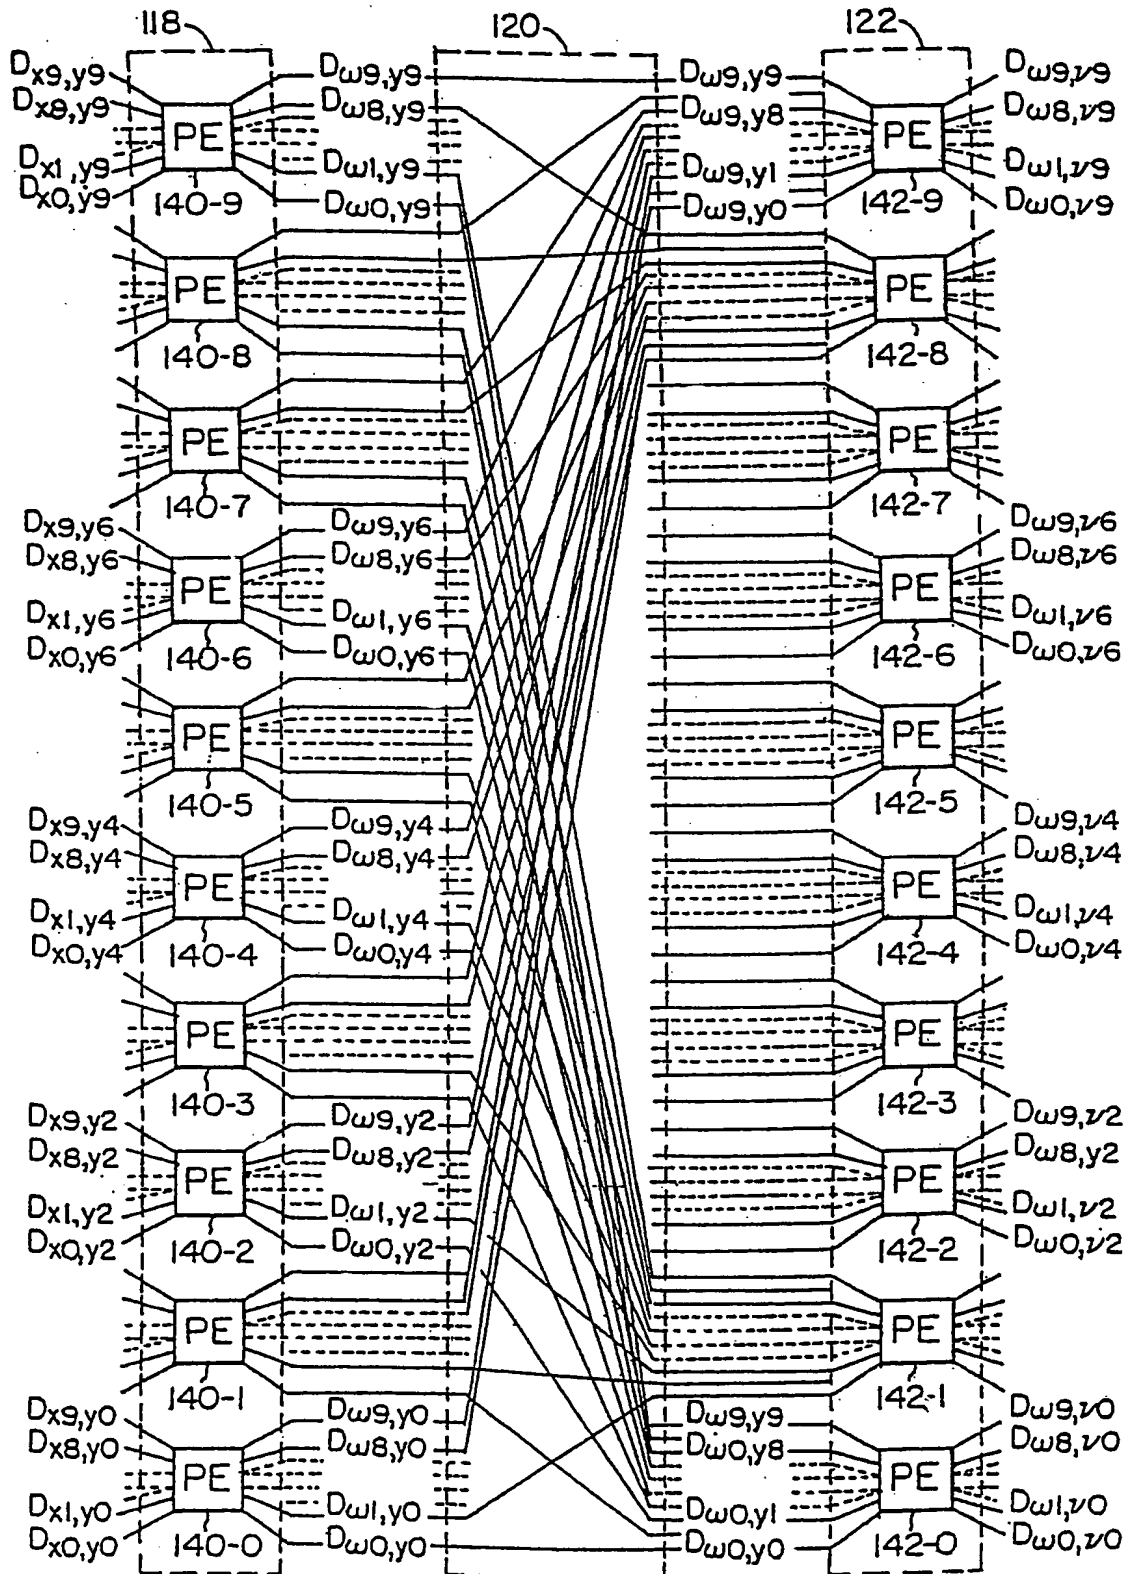 118 120 122
Dx9,y9 Dω9,y9 Dω9,y9 Dω9,ν9
Dx8,y9 PE Dω8,y9 Dω9,y8 PE Dω8,ν9
Dx1,y9 Dω1,y9 Dω9,y1 Dω1,ν9
Dx0,y9 140-9 Dω0,y9 Dω9,y0 142-9 Dω0,ν9
PE PE
140-8 142-8
PE PE
140-7 142-7
Dx9,y6 Dω9,y6 Dω9,ν6
Dx8,y6 PE Dω8,y6 PE Dω8,ν6
Dx1,y6 Dω1,y6 Dω1,ν6
Dx0,y6 140-6 Dω0,y6 142-6 Dω0,ν6
PE PE
140-5 142-5
Dx9,y4 Dω9,y4 Dω9,ν4
Dx8,y4 PE Dω8,y4 PE Dω8,ν4
Dx1,y4 Dω1,y4 Dω1,ν4
Dx0,y4 140-4 Dω0,y4 142-4 Dω0,ν4
PE PE
140-3 142-3
Dx9,y2 Dω9,y2 Dω9,ν2
Dx8,y2 PE Dω8,y2 PE Dω8,y2
Dx1,y2 Dω1,y2 Dω1,ν2
Dx0,y2 140-2 Dω0,y2 142-2 Dω0,ν2
PE PE
140-1 142-1
Dx9,y0 Dω9,y0 Dω9,y9 Dω9,ν0
Dx8,y0 PE Dω8,y0 Dω0,y8 PE Dω8,ν0
Dx1,y0 Dω1,y0 Dω0,y1 Dω1,ν0
Dx0,y0 140-0 Dω0,y0 Dω0,y0 142-0 Dω0,ν0